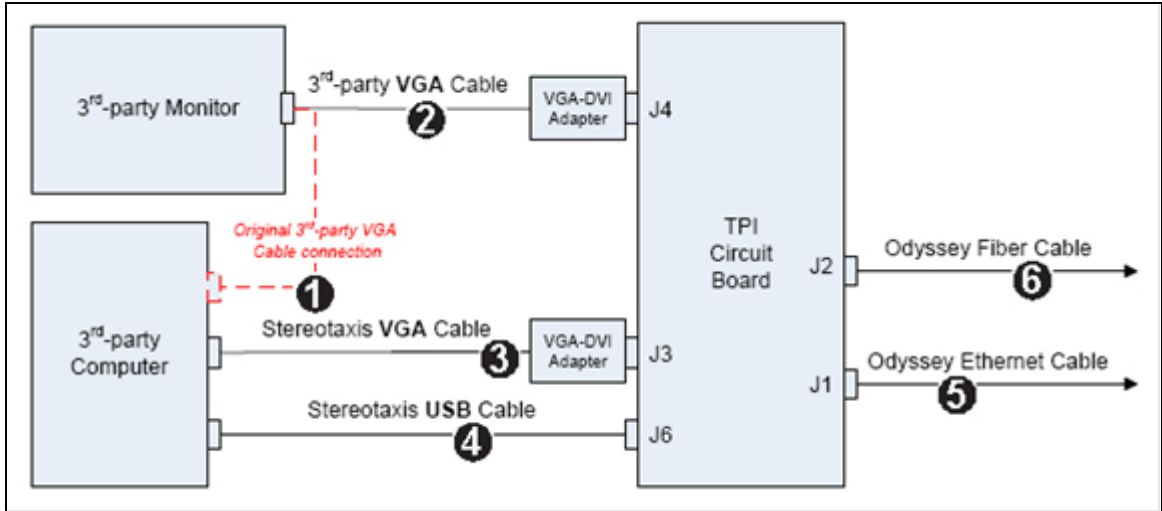 3rd-party Monitor
3rd-party VGA Cable
2
VGA-DVI
Adapter
J4
Original 3rd-party VGA
Cable connection
1
3rd-party
Computer
Stereotaxis VGA Cable
3
VGA-DVI
Adapter
J3
Stereotaxis USB Cable
4
J6
TPI
Circuit
Board
J2
Odyssey Fiber Cable
6
J1
Odyssey Ethernet Cable
5